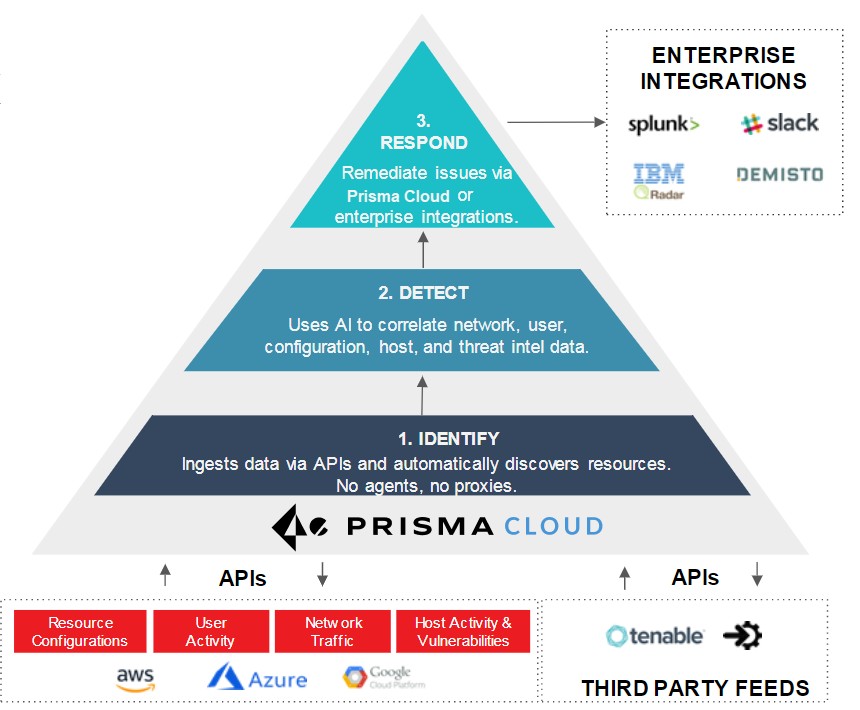 ENTERPRISE
INTEGRATIONS
splunk>
slack
IBM
QRadar
DEMISTO
3.
RESPOND
Remediate issues via
Prisma Cloud or
enterprise integrations.
2. DETECT
Uses AI to correlate network, user,
configuration, host, and threat intel data.
1. IDENTIFY
Ingests data via APIs and automatically discovers resources.
No agents, no proxies.
PRISMA CLOUD
APIs
APIs
Resource
Configurations
User
Activity
Network
Traffic
Host Activity &
Vulnerabilities
aws
Azure
Google
Cloud Platform
tenable
THIRD PARTY FEEDS